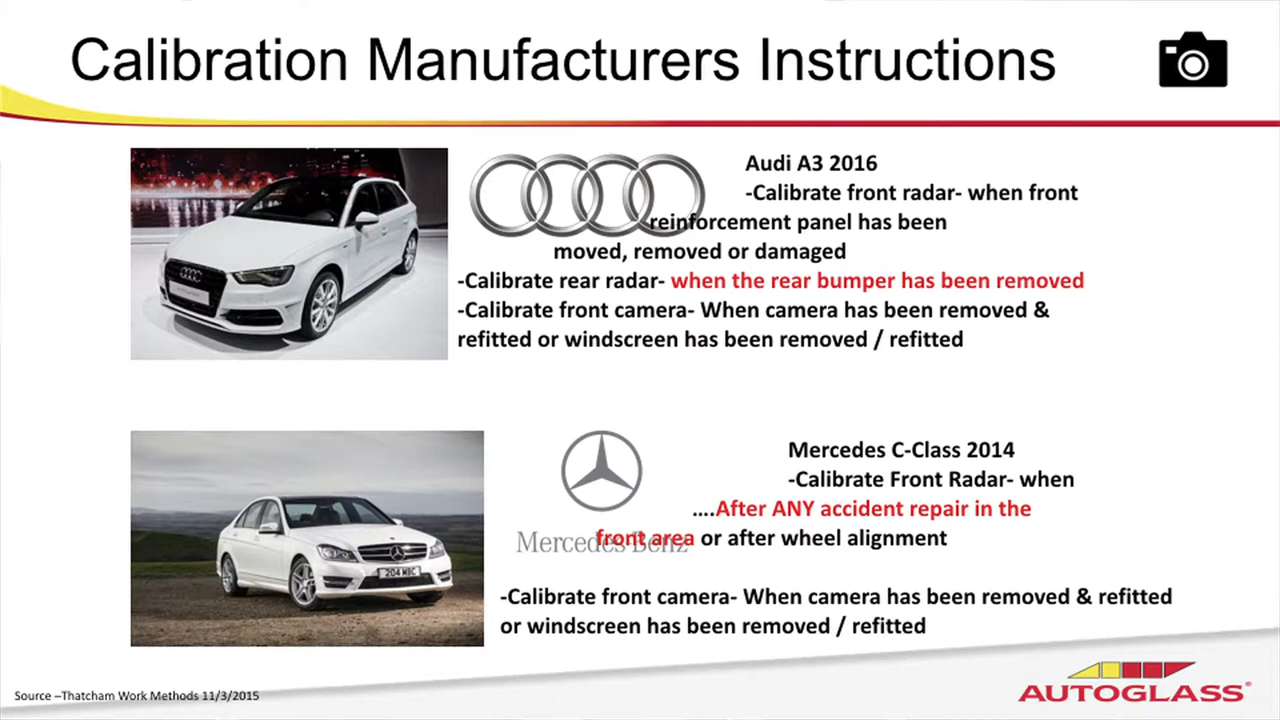 Calibration Manufacturers Instructions
Audi A3 2016
-Calibrate front radar- when front
reinforcement panel has been
moved, removed or damaged
-Calibrate rear radar- when the rear bumper has been removed
-Calibrate front camera- When camera has been removed &
refitted or windscreen has been removed / refitted
Mercedes C-Class 2014
-Calibrate Front Radar- when
....After ANY accident repair in the
front area or after wheel alignment
Mercedes-Benz
204 MBC
-Calibrate front camera- When camera has been removed & refitted
or windscreen has been removed / refitted
Source –Thatcham Work Methods 11/3/2015
AUTOGLASS®